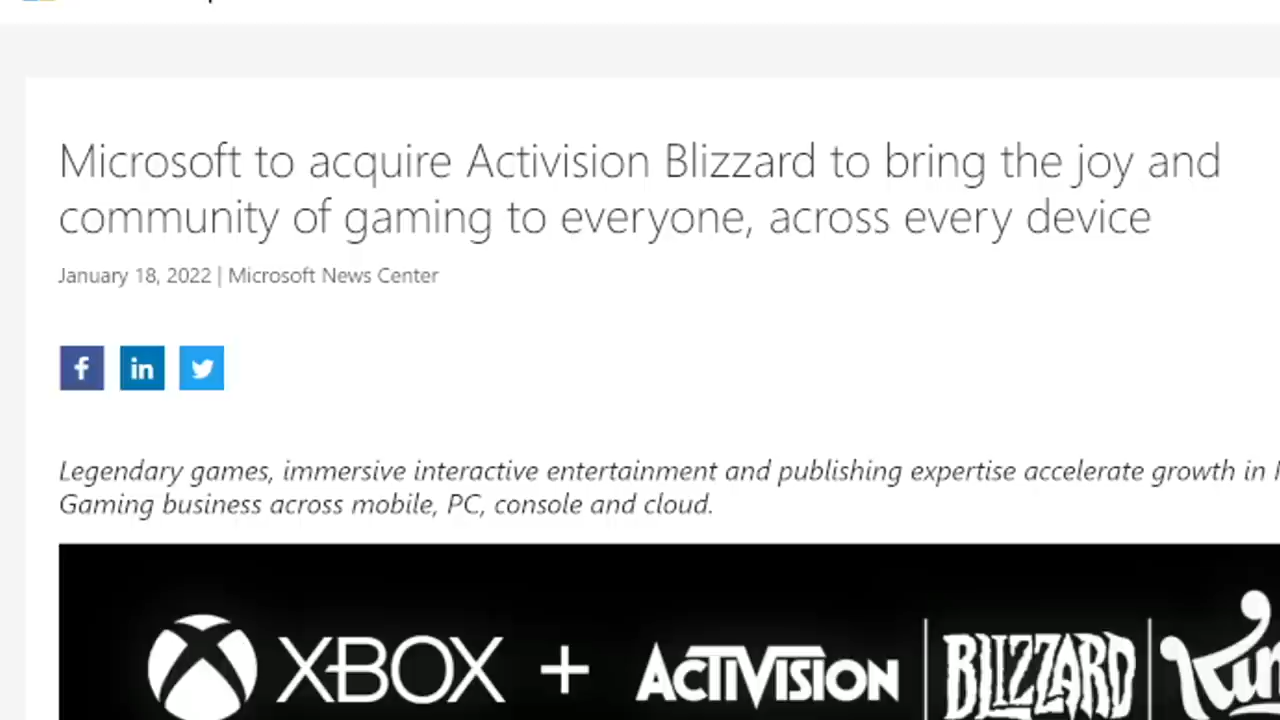 Microsoft to acquire Activision Blizzard to bring the joy and
community of gaming to everyone, across every device
January 18, 2022 | Microsoft News Center
f in
Legendary games, immersive interactive entertainment and publishing expertise accelerate growth in
Gaming business across mobile, PC, console and cloud.
XBOX + ACTIVISION | BLIZZARD |